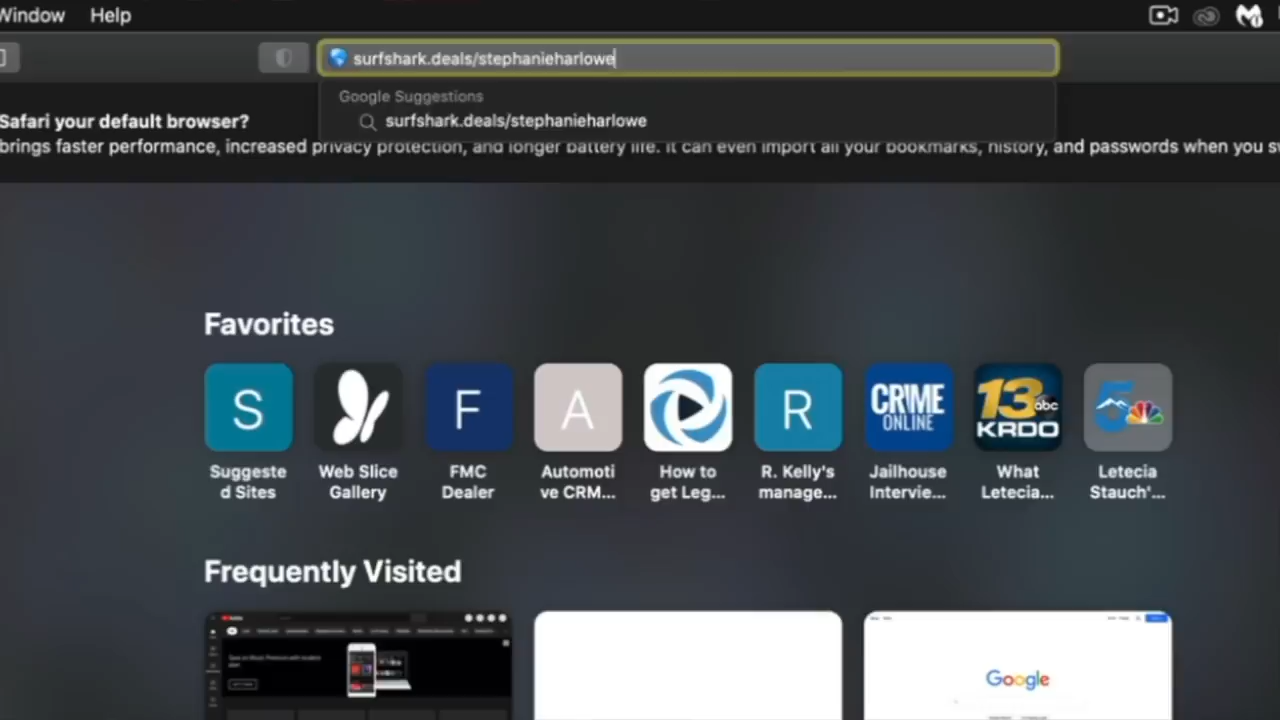 Window Help
surfshark.deals/stephanieharlowe
Google Suggestions
surfshark.deals/stephanieharlowe
Safari your default browser?
brings faster performance, increased privacy protection, and longer battery life. It can even import all your bookmarks, history, and passwords when you
Favorites
S
F
A
R
CRIME
ONLINE
13 abc
KRDO
5
Suggeste
d Sites
Web Slice
Gallery
FMC
Dealer
Automoti
ve CRM...
How to
get Leg...
R. Kelly's
manage...
Jailhouse
Intervie...
What
Letecia...
Letecia
Stauch'...
Frequently Visited
Google